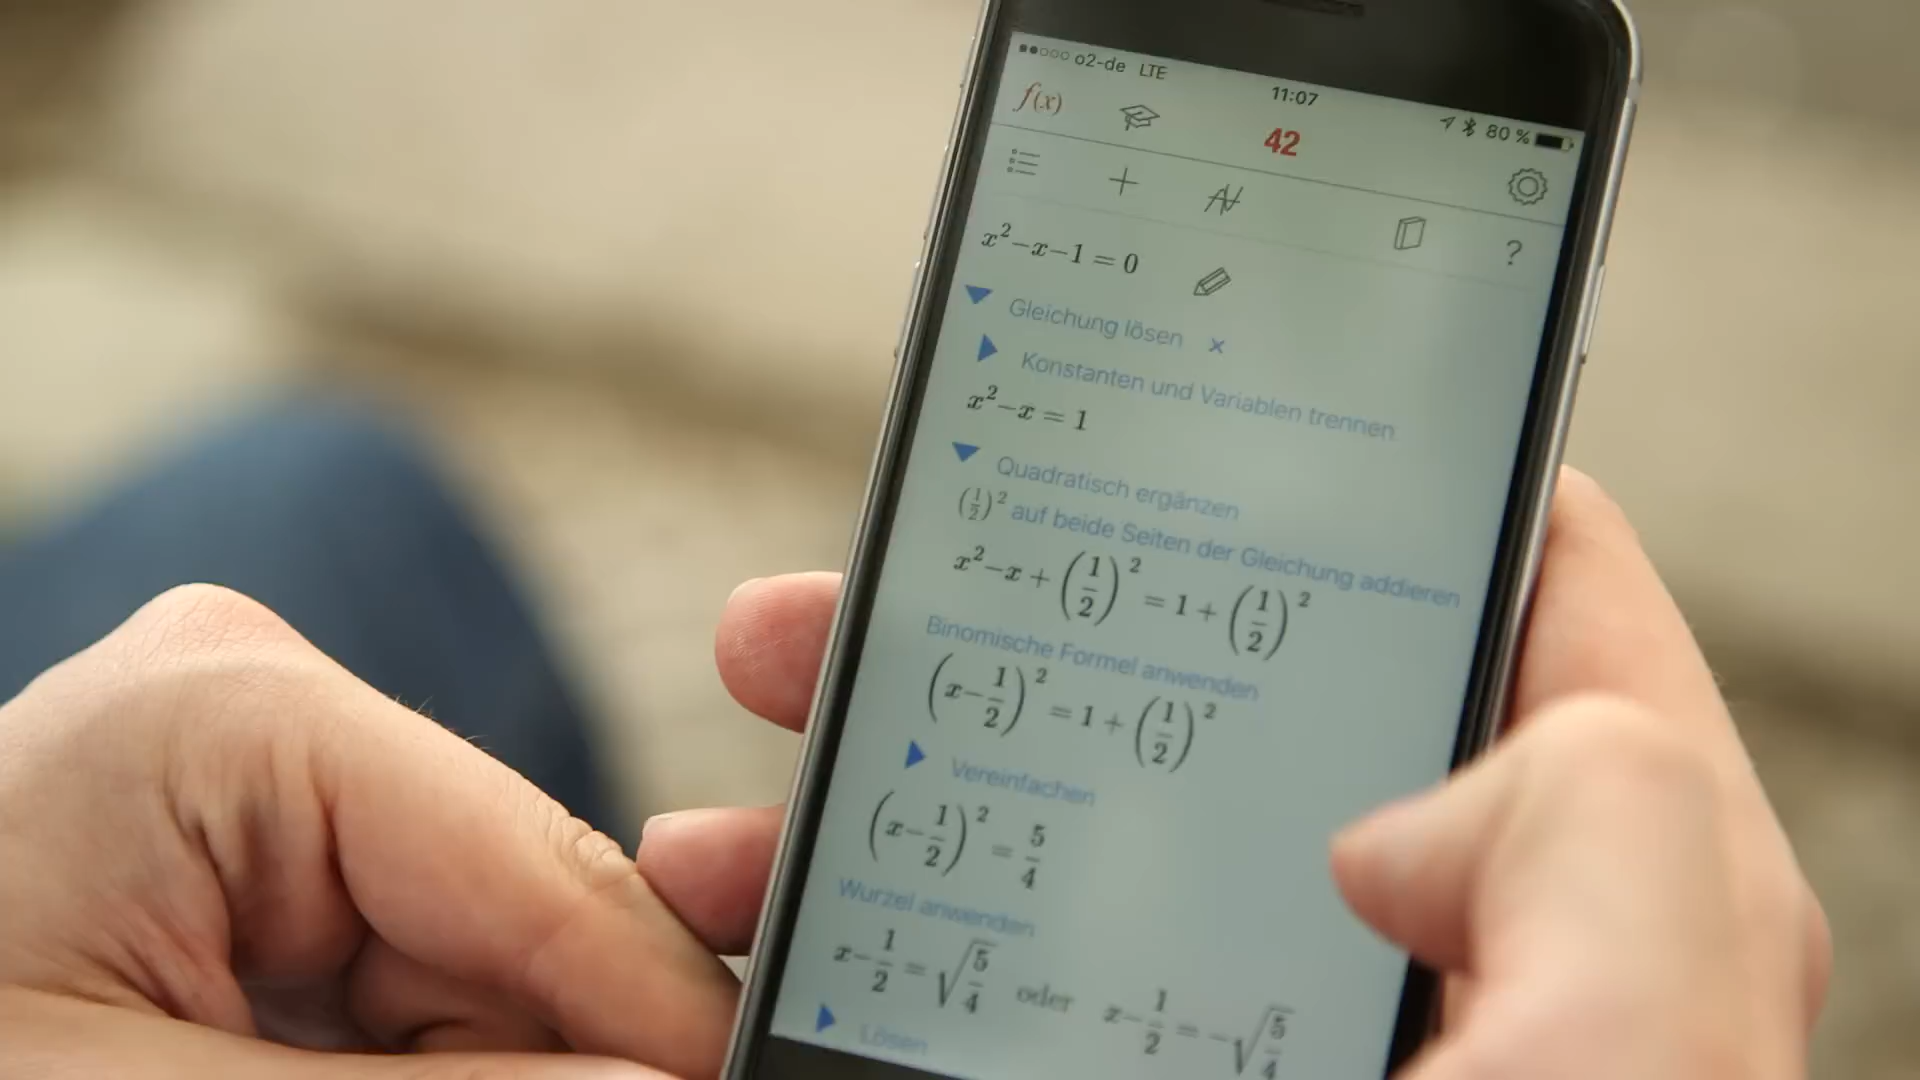 o2-de LTE 11:07 80 %
f(x) 42
?
x² − x − 1 = 0
Gleichung lösen ×
Konstanten und Variablen trennen
x² − x = 1
Quadratisch ergänzen
(1/2)² auf beide Seiten der Gleichung addieren
x² − x + (1/2)² = 1 + (1/2)²
Binomische Formel anwenden
(x − 1/2)² = 1 + (1/2)²
Vereinfachen
(x − 1/2)² = 5/4
Wurzel anwenden
x − 1/2 = √(5/4) oder x − 1/2 = −√(5/4)
Lösen